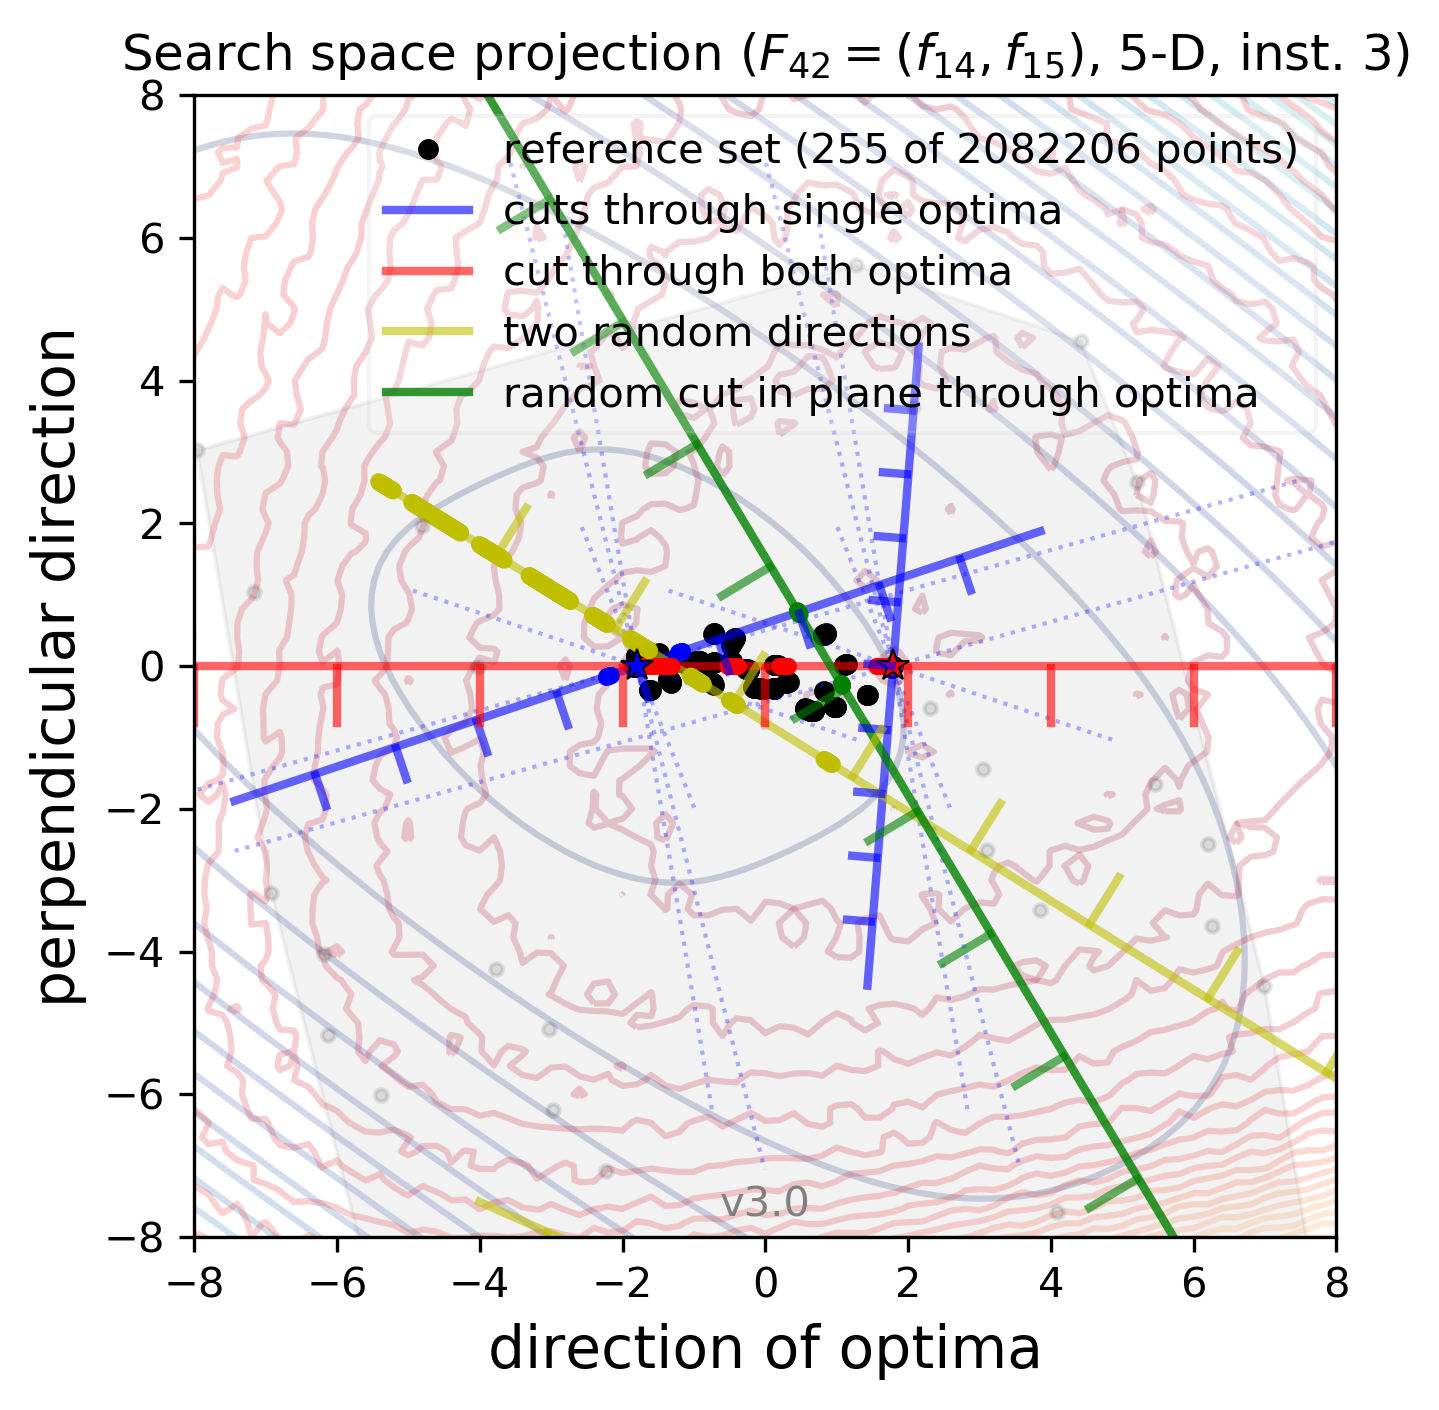 Search space projection (F₄₂ = (f₁₄, f₁₅), 5-D, inst. 3)
reference set (255 of 2082206 points)
cuts through single optima
cut through both optima
two random directions
random cut in plane through optima
perpendicular direction
8
6
4
2
0
−2
−4
−6
−8
v3.0
−8 −6 −4 −2 0 2 4 6 8
direction of optima